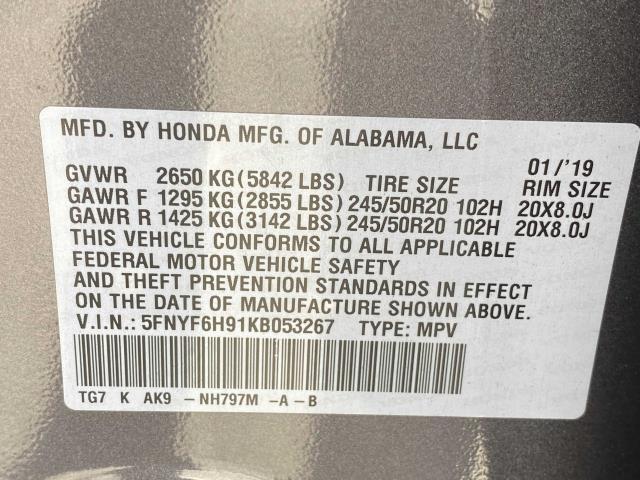 MFD. BY HONDA MFG. OF ALABAMA, LLC
01/'19
GVWR 2650 KG(5842 LBS) TIRE SIZE RIM SIZE
GAWR F 1295 KG(2855 LBS)245/50R20 102H 20X8.0J
GAWR R 1425 KG(3142 LBS)245/50R20 102H 20X8.0J
THIS VEHICLE CONFORMS TO ALL APPLICABLE
FEDERAL MOTOR VEHICLE SAFETY
AND THEFT PREVENTION STANDARDS IN EFFECT
ON THE DATE OF MANUFACTURE SHOWN ABOVE.
V.I.N.: 5FNYF6H91KB053267 TYPE: MPV
TG7 K AK9 -NH797M -A-B